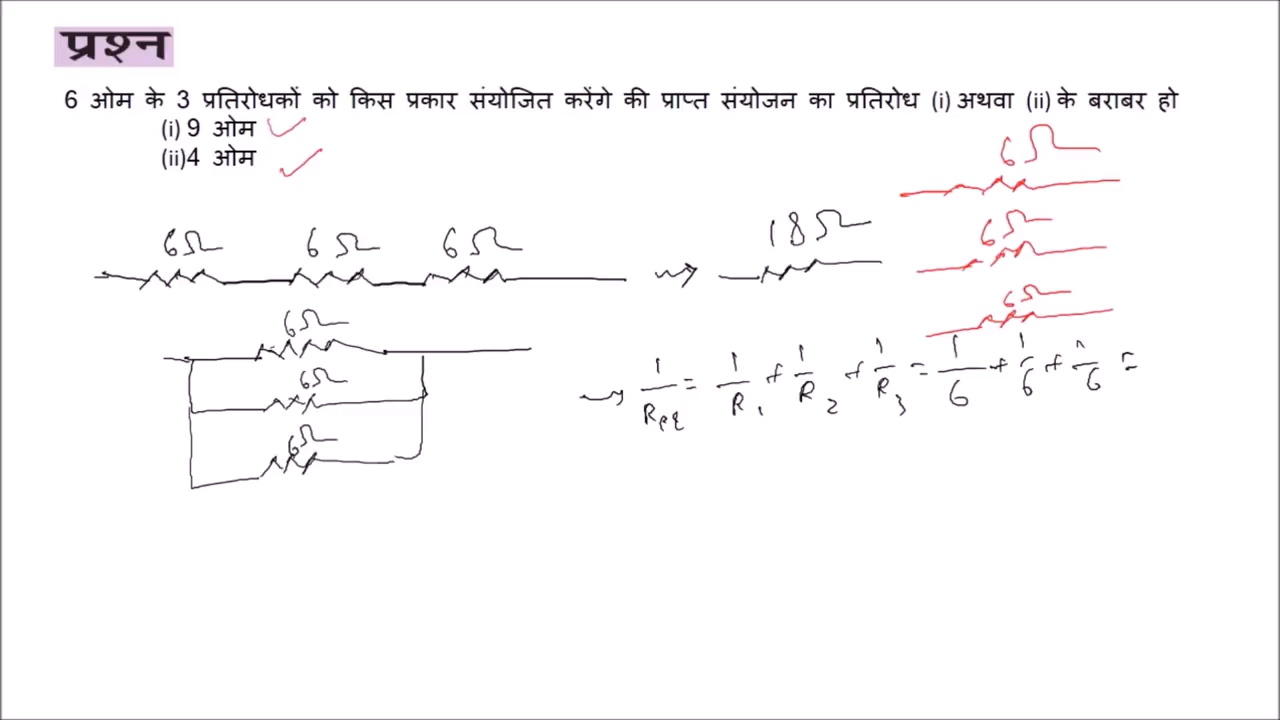 प्रश्न
6 ओम के 3 प्रतिरोधकों को किस प्रकार संयोजित करेंगे की प्राप्त संयोजन का प्रतिरोध (i) अथवा (ii) के बराबर हो
(i) 9 ओम
(ii)4 ओम
6Ω
6Ω
6Ω
6Ω 6Ω 6Ω 18Ω
6Ω
6Ω
6Ω
1/Req = 1/R1 + 1/R2 + 1/R3 = 1/6 + 1/6 + 1/6 =